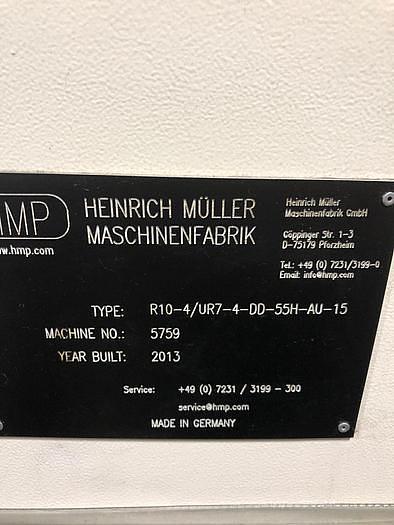 HMP
www.hmp.com
HEINRICH MÜLLER
MASCHINENFABRIK
Heinrich Müller
Maschinenfabrik GmbH
Göppinger Str. 1-3
D-75179 Pforzheim
Tel.: +49 (0) 7231/3199-0
Email: info@hmp.com
TYPE: R10-4/UR7-4-DD-55H-AU-15
MACHINE NO.: 5759
YEAR BUILT: 2013
Service: +49 (0) 7231 / 3199 - 300
service@hmp.com
MADE IN GERMANY